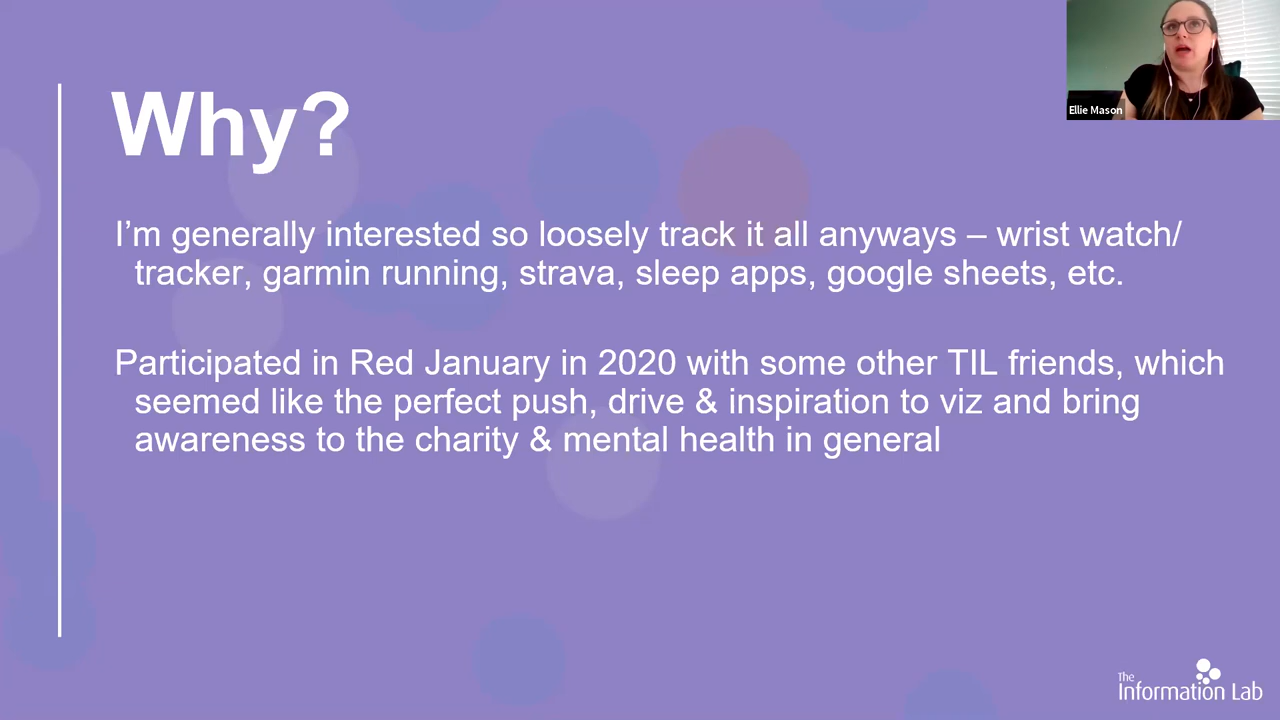 Why?
I'm generally interested so loosely track it all anyways – wrist watch/
tracker, garmin running, strava, sleep apps, google sheets, etc.
Participated in Red January in 2020 with some other TIL friends, which
seemed like the perfect push, drive & inspiration to viz and bring
awareness to the charity & mental health in general
Ellie Mason
The
Information Lab